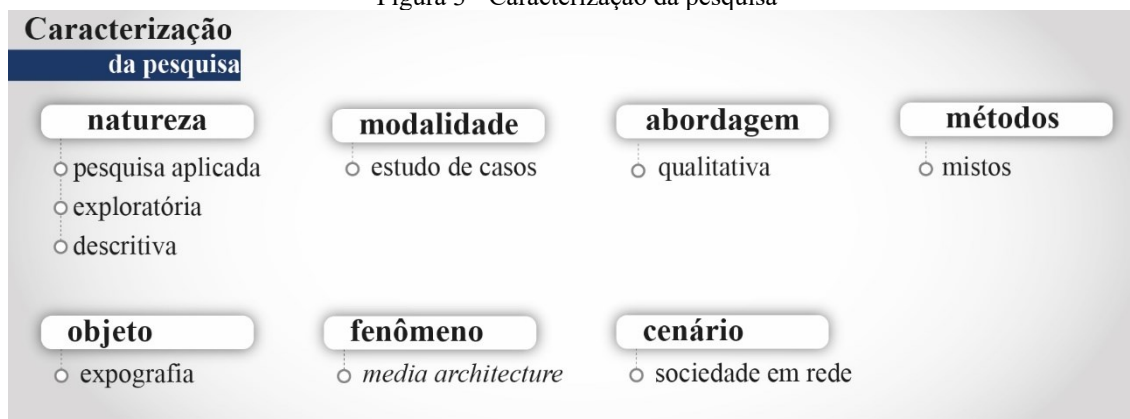 Figura 3 - Caracterização da pesquisa
Caracterização
da pesquisa
natureza
pesquisa aplicada
exploratória
descritiva
modalidade
estudo de casos
abordagem
qualitativa
métodos
mistos
objeto
expografia
fenômeno
media architecture
cenário
sociedade em rede